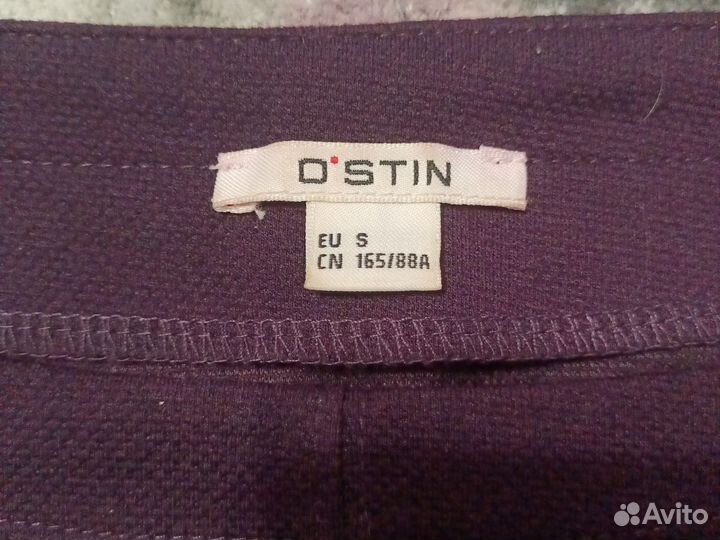 O'STIN
EU S
CN 165/88A
Avito